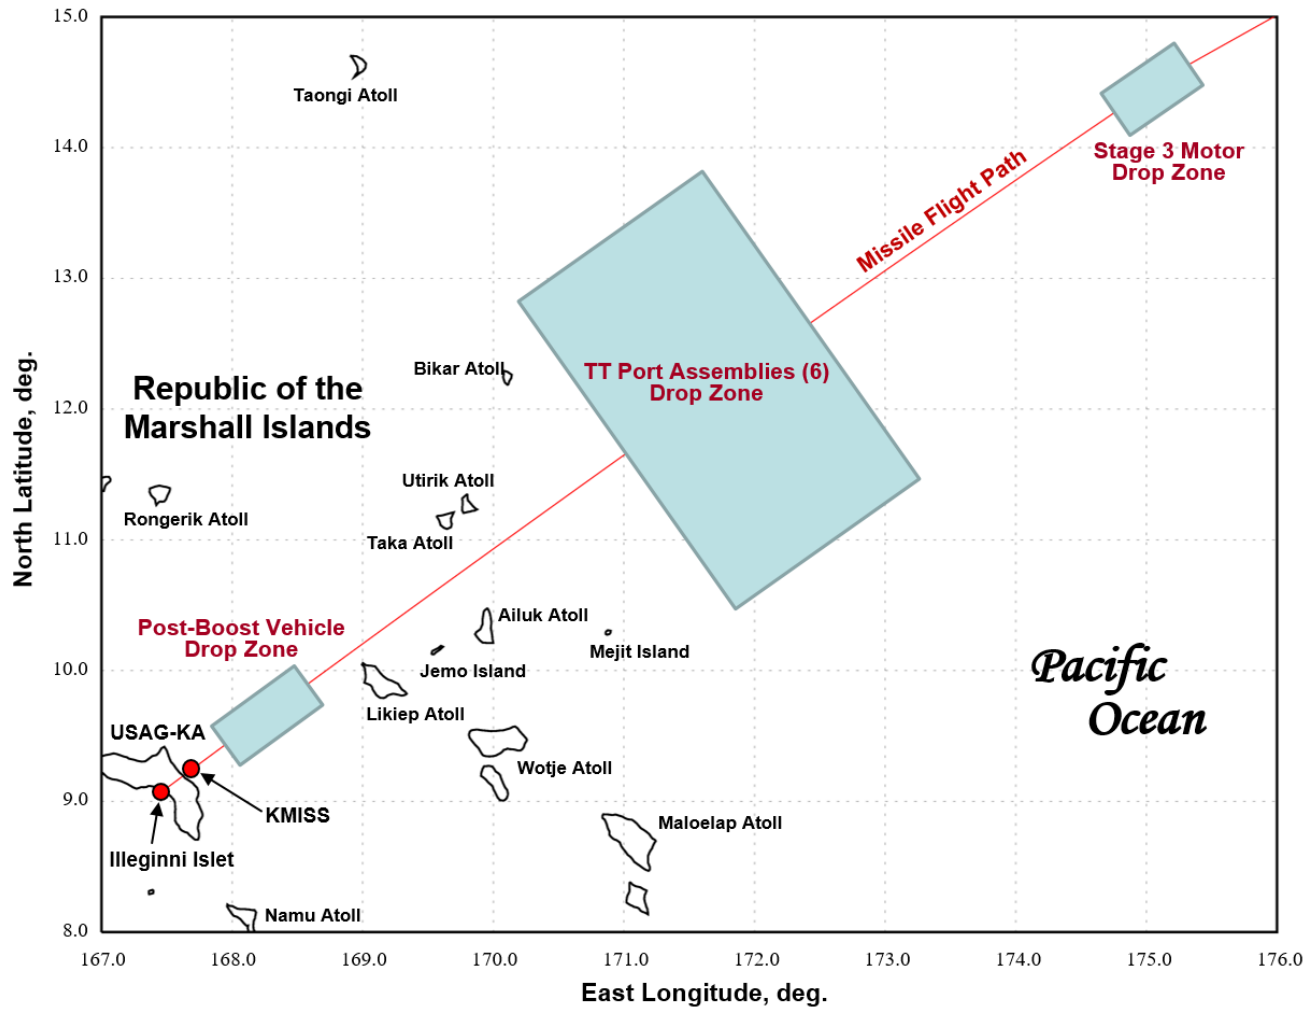 15.0
Taongi Atoll
14.0
Stage 3 Motor
Drop Zone
Missile Flight Path
13.0
Bikar Atoll
TT Port Assemblies (6)
Drop Zone
Republic of the
Marshall Islands
12.0
North Latitude, deg.
Utirik Atoll
Rongerik Atoll
Taka Atoll
11.0
Post-Boost Vehicle
Drop Zone
Ailuk Atoll
Mejit Island
10.0
Jemo Island
Pacific
Ocean
Likiep Atoll
USAG-KA
Wotje Atoll
9.0
KMISS
Maloelap Atoll
Illeginni Islet
Namu Atoll
8.0
167.0 168.0 169.0 170.0 171.0 172.0 173.0 174.0 175.0 176.0
East Longitude, deg.